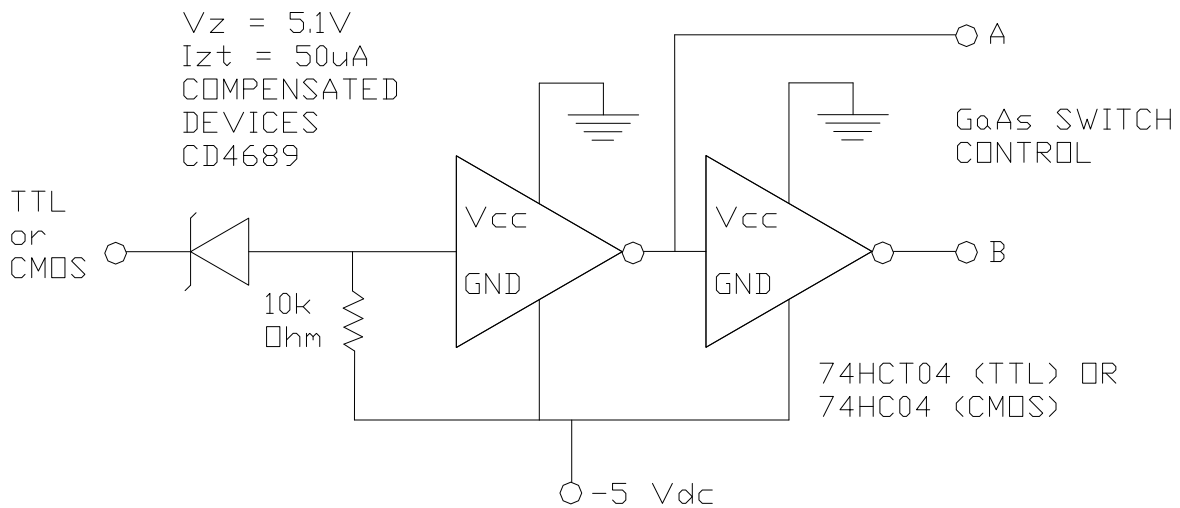 Vz = 5.1V
Izt = 50uA
COMPENSATED
DEVICES
CD4689
A
GaAs SWITCH
CONTROL
TTL
or
CMOS
Vcc
GND
Vcc
GND
B
10k
Ohm
74HCT04 (TTL) OR
74HC04 (CMOS)
-5 Vdc